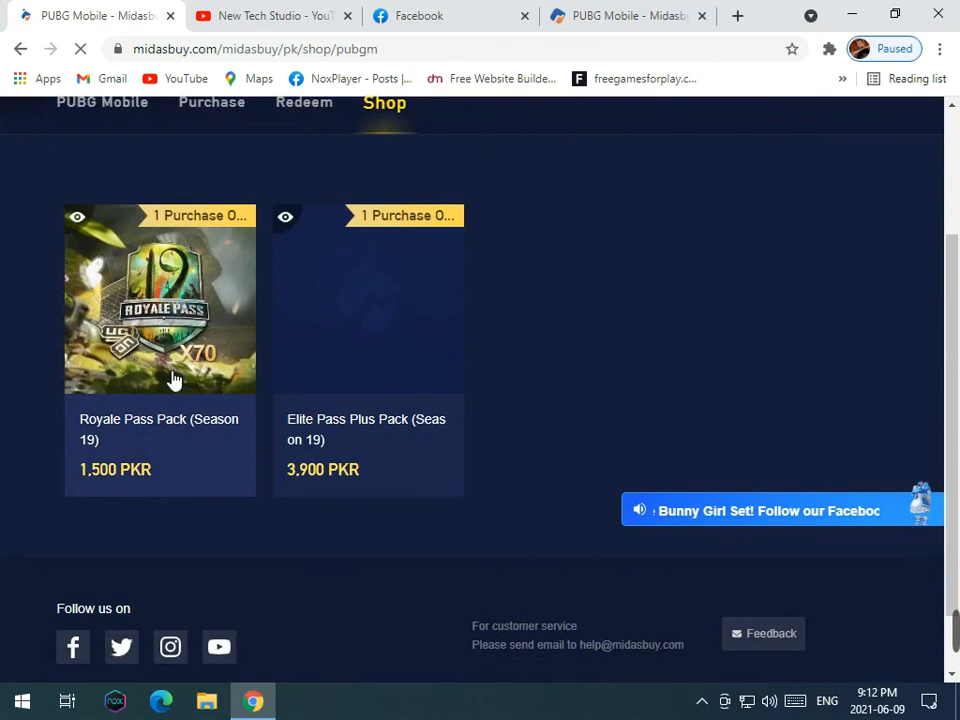 PUBG Mobile - Midasbu
New Tech Studio - YouT
Facebook
PUBG Mobile - Midasbu
midasbuy.com/midasbuy/pk/shop/pubgm
Paused
Apps
Gmail
YouTube
Maps
NoxPlayer - Posts |...
dm
Free Website Builde...
F
freegamesforplay.c...
»
Reading list
PUBG Mobile
Purchase
Redeem
Shop
1 Purchase O...
1 Purchase O...
19
ROYALE PASS
X70
Royale Pass Pack (Season
19)
1,500 PKR
Elite Pass Plus Pack (Seas
on 19)
3,900 PKR
Bunny Girl Set! Follow our Faceboo
Follow us on
For customer service
Please send email to help@midasbuy.com
Feedback
nox
ENG
9:12 PM
2021-06-09